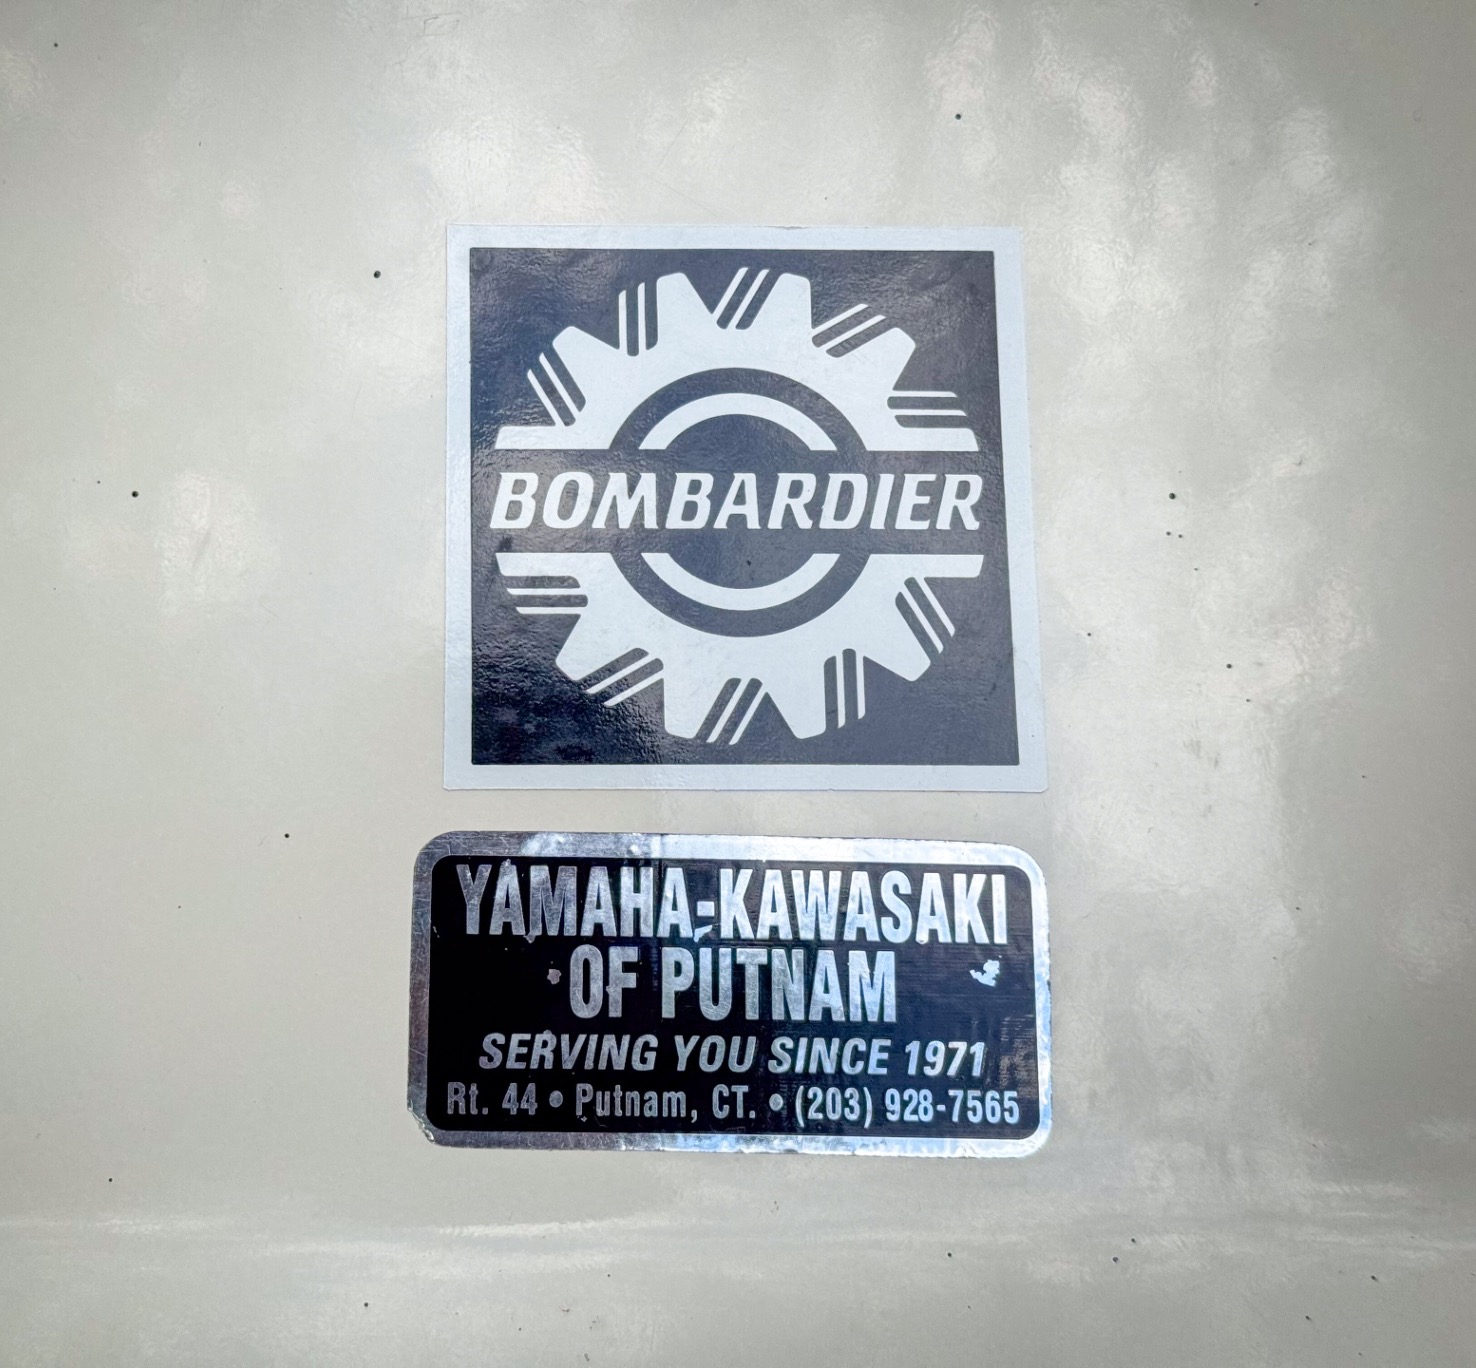 BOMBARDIER
YAMAHA-KAWASAKI
OF PUTNAM
SERVING YOU SINCE 1971
Rt. 44 • Putnam, CT. • (203) 928-7565